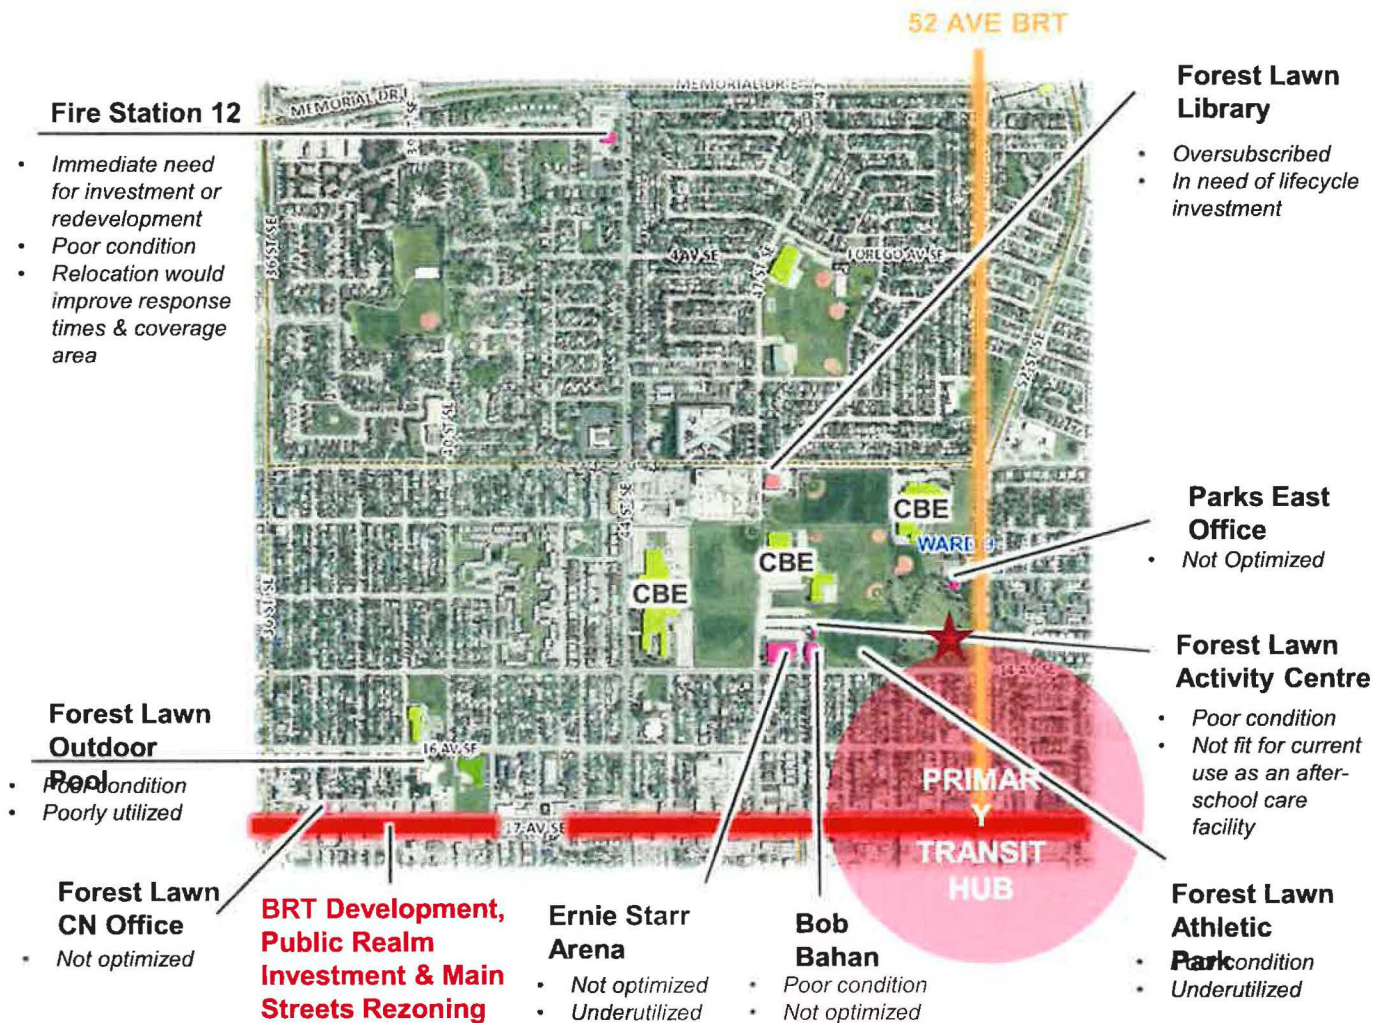 52 AVE BRT
Fire Station 12
• Immediate need
for investment or
redevelopment
• Poor condition
• Relocation would
improve response
times & coverage
area
Forest Lawn
Library
• Oversubscribed
• In need of lifecycle
investment
MEMORIAL DR E
MEMORIAL DR E
36 ST SE
4 AV SE
FOREGO AV SE
47 ST SE
52 ST SE
40 ST SE
44 ST SE
36 ST SE
CBE
WARD 9
CBE
CBE
Parks East
Office
• Not Optimized
14 AV SE
Forest Lawn
Activity Centre
• Poor condition
• Not fit for current
use as an after-
school care
facility
Forest Lawn
Outdoor
Pool
• Poor condition
• Poorly utilized
16 AV SE
17 AV SE
PRIMAR
Y
TRANSIT
HUB
Forest Lawn
CN Office
• Not optimized
BRT Development,
Public Realm
Investment & Main
Streets Rezoning
Ernie Starr
Arena
• Not optimized
• Underutilized
Bob
Bahan
• Poor condition
• Not optimized
Forest Lawn
Athletic
Park
• Poor condition
• Underutilized